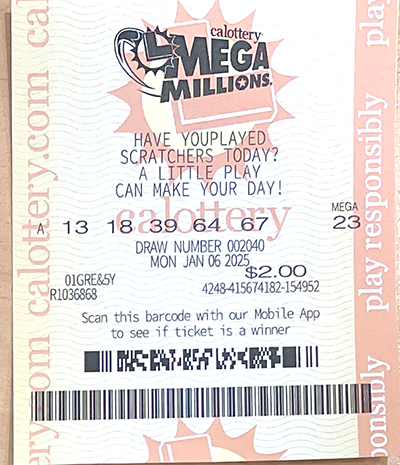 calottery
MEGA
MILLIONS
HAVE YOUPLAYED
SCRATCHERS TODAY?
A LITTLE PLAY
CAN MAKE YOUR DAY!
calottery
MEGA
A 13 18 39 64 67 23
DRAW NUMBER 002040
MON JAN 06 2025
$2.00
01GRE&5Y
R1036868 4248-415674182-154952
Scan this barcode with our Mobile App
to see if ticket is a winner
calottery.com
play responsibly